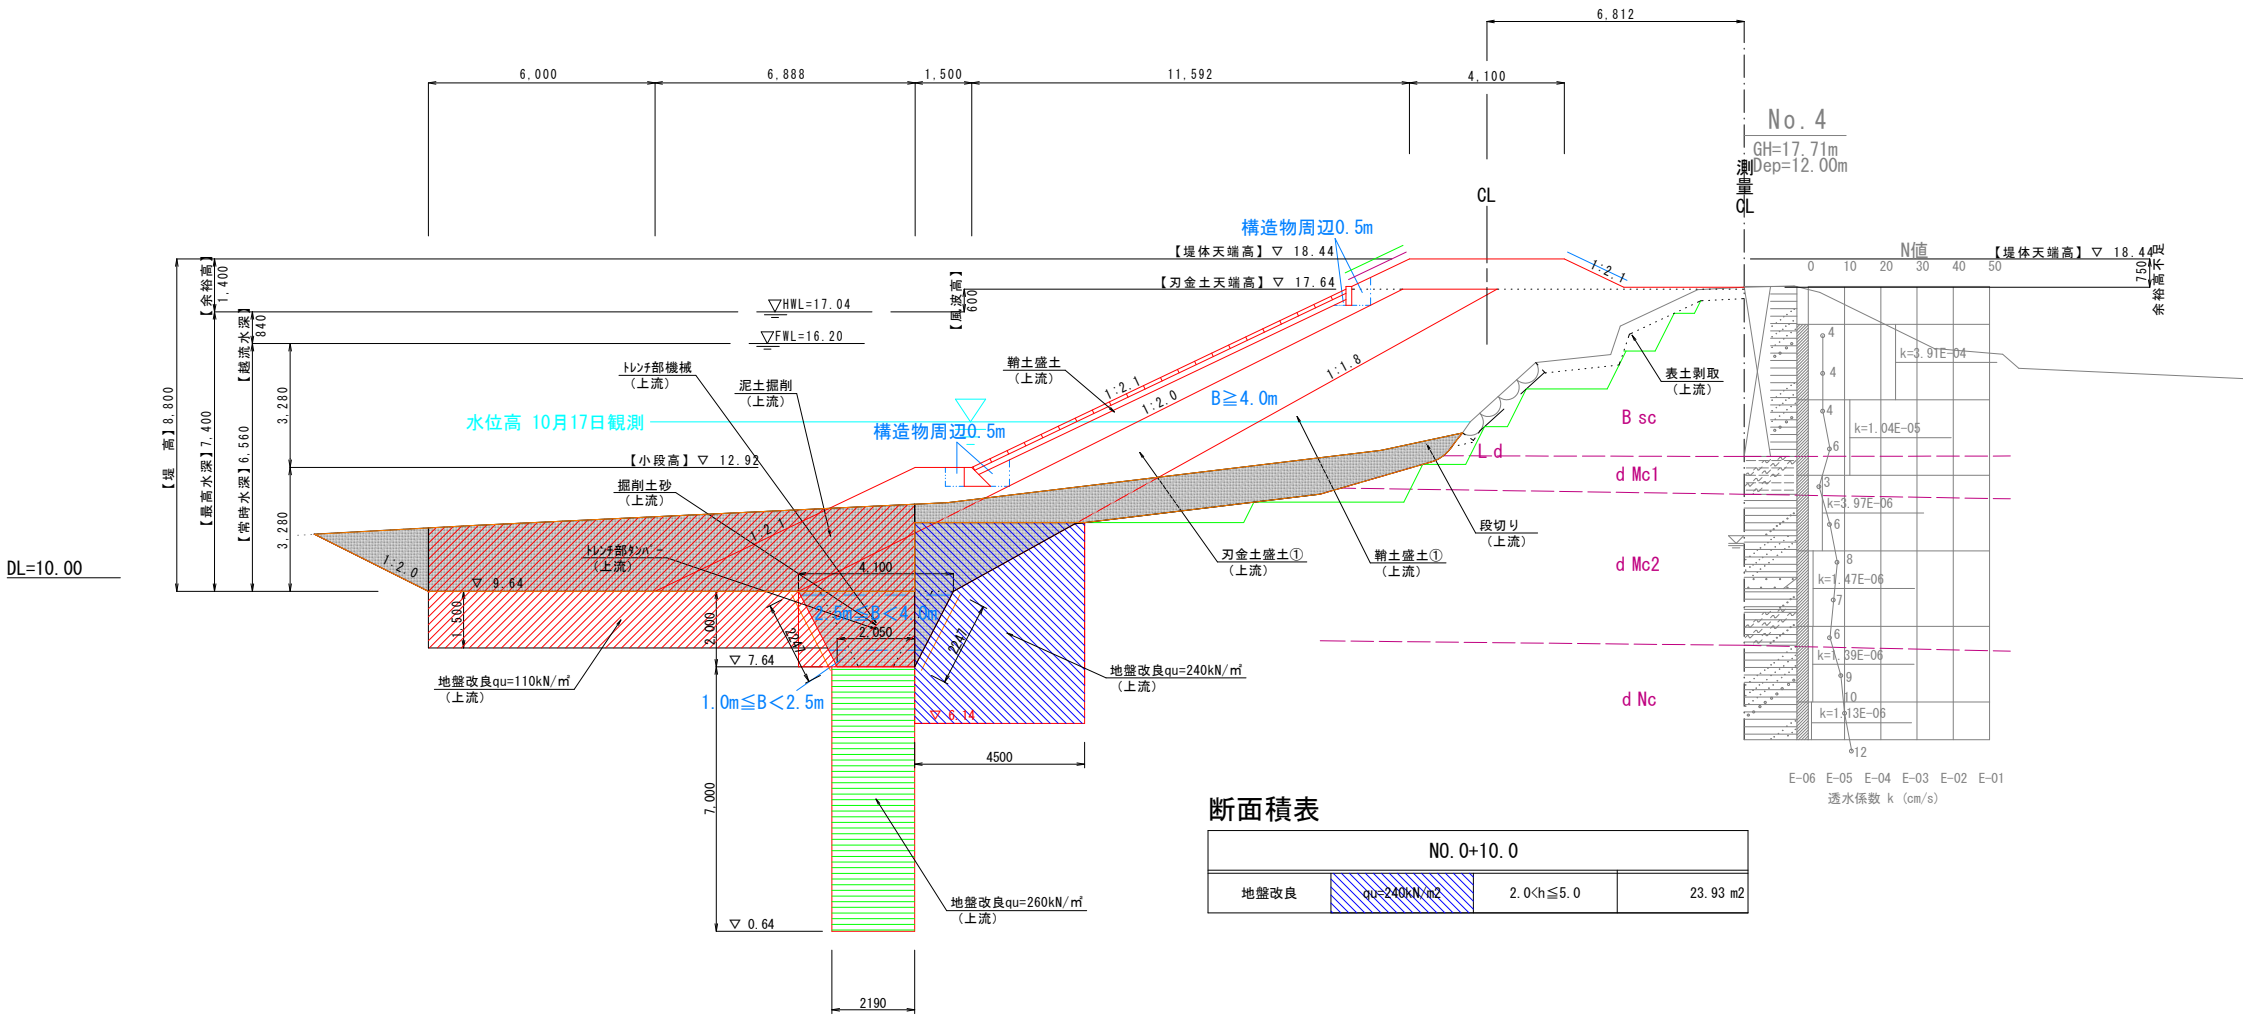 6,812
6,000
6,888
1,500
11,592
4,100
No.4
GH=17.71m
Dep=12.00m
測量CL
CL
構造物周辺0.5m
【堤体天端高】▽ 18.44
N値
【堤体天端高】▽ 18.44
0 10 20 30 40 50
750
余裕高不足
【余裕高】
1,400
【刃金土天端高】▽ 17.64
1:2.1
【風波高】
600
▽HWL=17.04
▽FWL=16.20
【越流水深】
840
【堤 高】8,800
【最高水深】7,400
【常時水深】6,560
3,280
3,280
トレンチ部機械
(上流)
泥土掘削
(上流)
鞘土盛土
(上流)
1:2.1
1:2.0
1:1.8
B≧4.0m
表土剥取
(上流)
水位高 10月17日観測
構造物周辺0.5m
【小段高】▽ 12.92
掘削土砂
(上流)
B sc
L d
d Mc1
d Mc2
d Nc
段切り
(上流)
刃金土盛土①
(上流)
鞘土盛土①
(上流)
トレンチ部タンパー
(上流)
1:2.1
1:2.0
DL=10.00
▽ 9.64
4,100
2.5m≦B<4.0m
1,500
2,000
2,050
2247
2247
▽ 7.64
地盤改良qu=110kN/㎡
(上流)
1.0m≦B<2.5m
地盤改良qu=240kN/㎡
(上流)
▽ 6.14
4500
7,000
地盤改良qu=260kN/㎡
(上流)
▽ 0.64
2190
4
4
4
6
3
6
8
7
6
9
10
12
k=3.91E-04
k=1.04E-05
k=3.97E-06
k=1.47E-06
k=1.39E-06
k=1.13E-06
E-06 E-05 E-04 E-03 E-02 E-01
透水係数 k (cm/s)
断面積表
NO.0+10.0
地盤改良 qu=240kN/m2 2.0<h≦5.0 23.93 m2